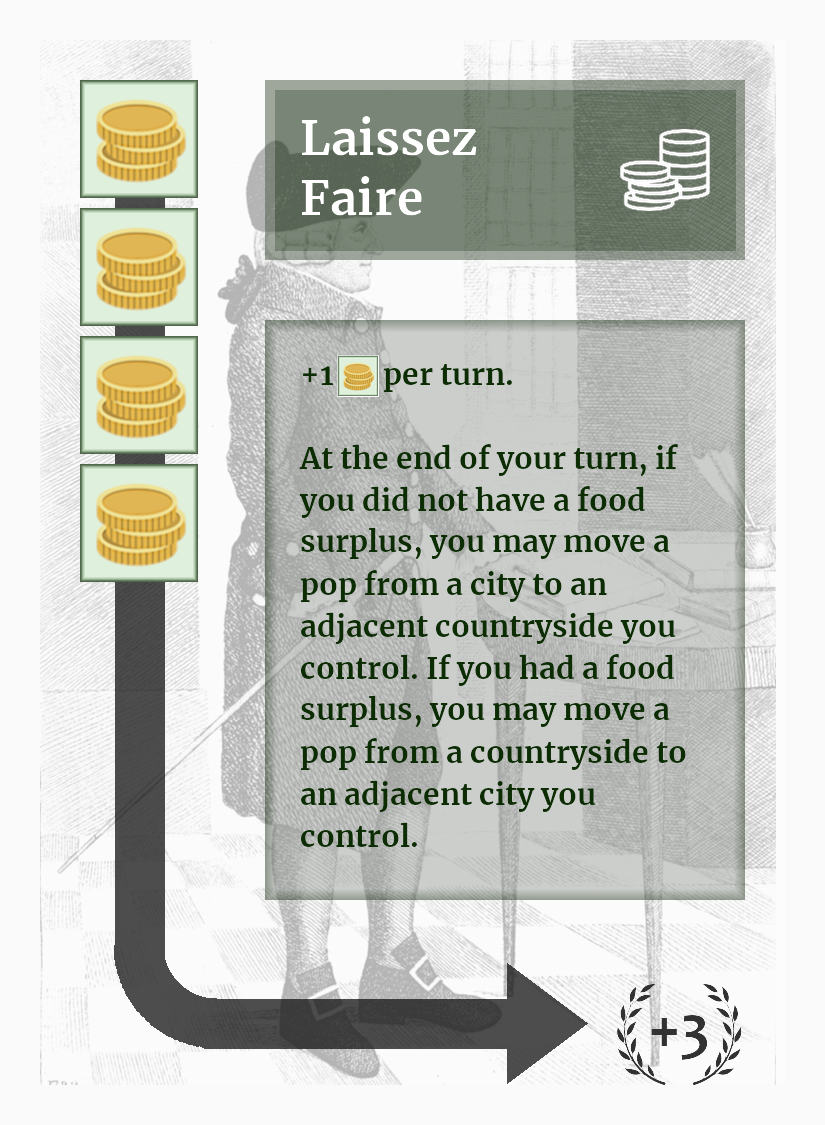 Laissez
Faire
+1 per turn.
At the end of your turn, if
you did not have a food
surplus, you may move a
pop from a city to an
adjacent countryside you
control. If you had a food
surplus, you may move a
pop from a countryside to
an adjacent city you
control.
+3